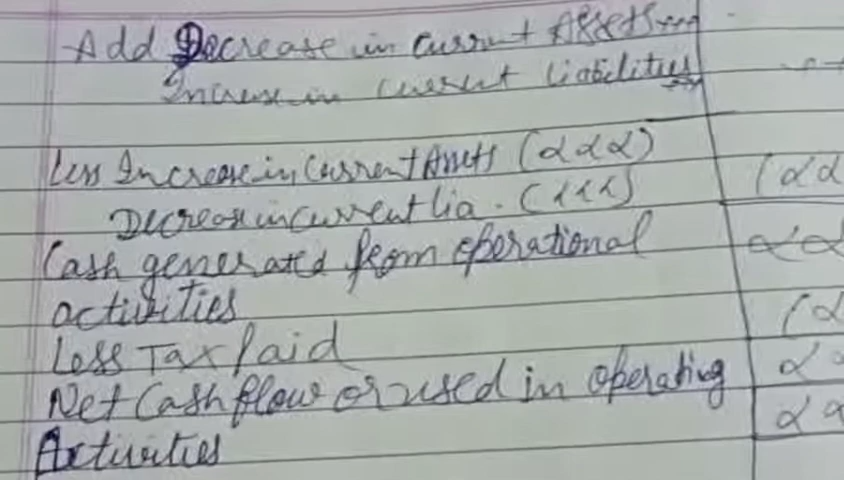 Add Decrease in Current Assets
Increase in Current liabilities
Less Increase in Current Assets (xxx)
Decrease in current lia. (xxx)
Cash generated from operational
activities
Less Tax Paid
Net Cash flow or used in operating
Activities